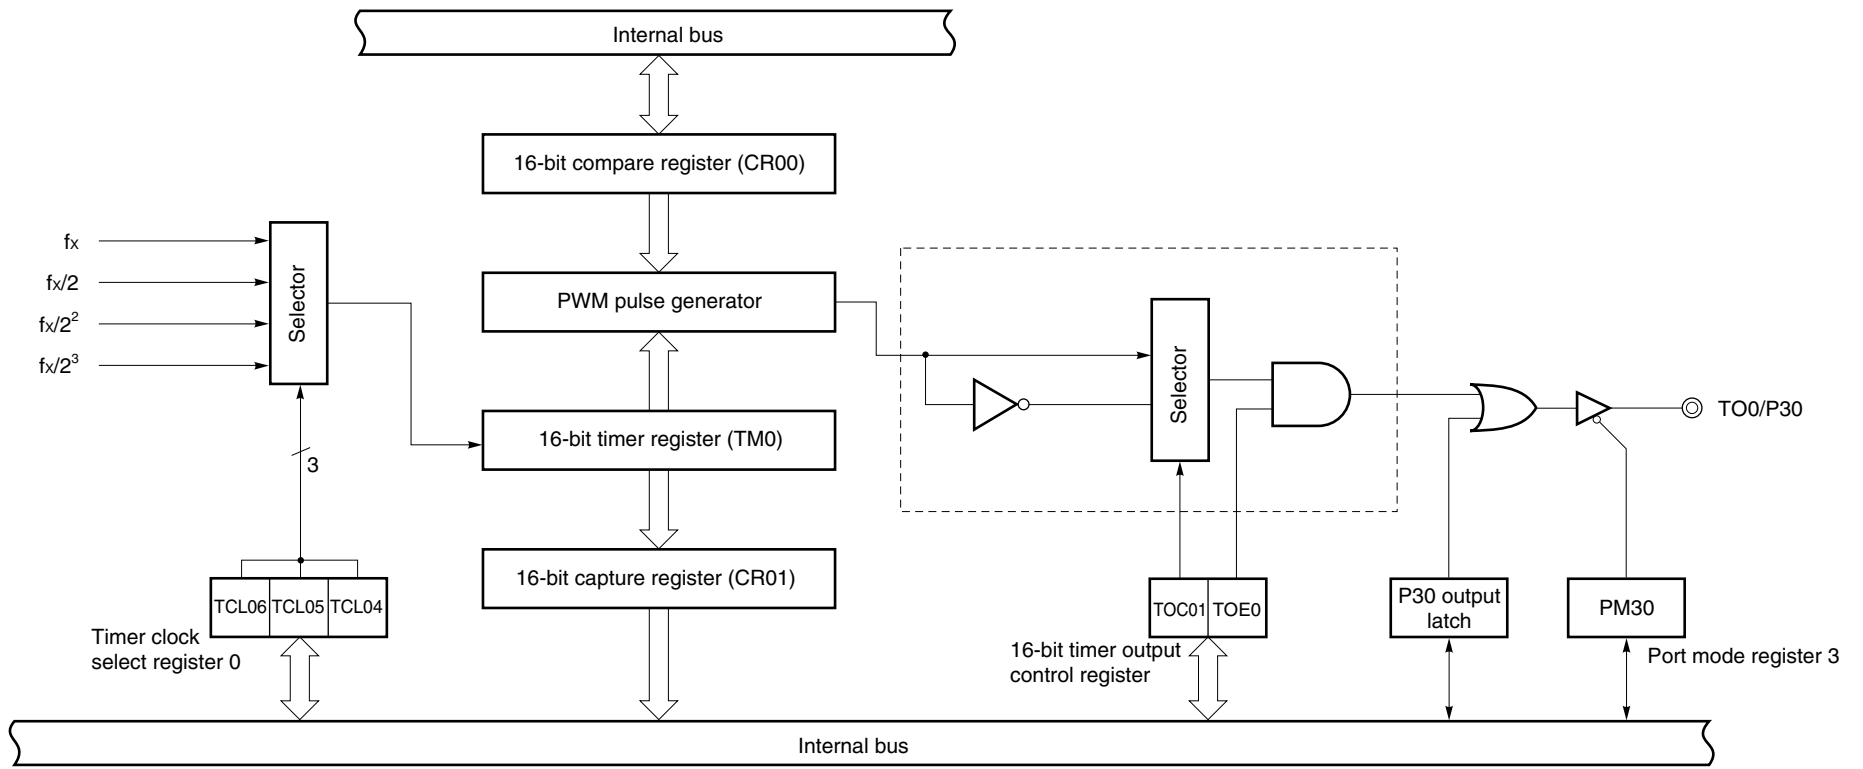 Internal bus
16-bit compare register (CR00)
fx
fx/2
fx/2²
fx/2³
Selector
PWM pulse generator
16-bit timer register (TM0)
3
16-bit capture register (CR01)
Selector
TO0/P30
TCL06 TCL05 TCL04
Timer clock
select register 0
TOC01 TOE0
16-bit timer output
control register
P30 output
latch
PM30
Port mode register 3
Internal bus